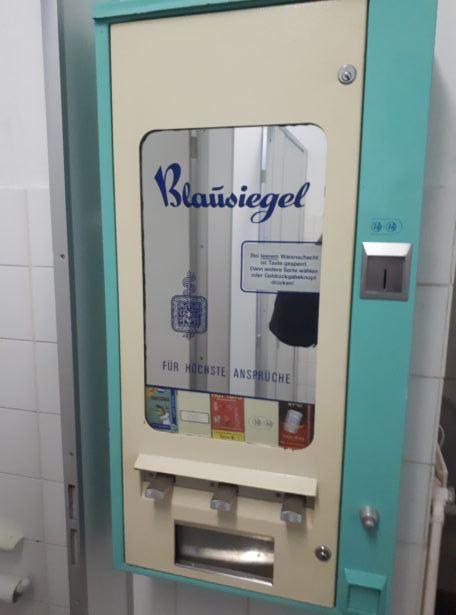 Blausiegel
Bei leerem Warenschacht
ist Taste gesperrt.
Dann andere Sorte wählen
oder Geldrückgabeknopf
drücken!
FÜR HÖCHSTE ANSPRÜCHE